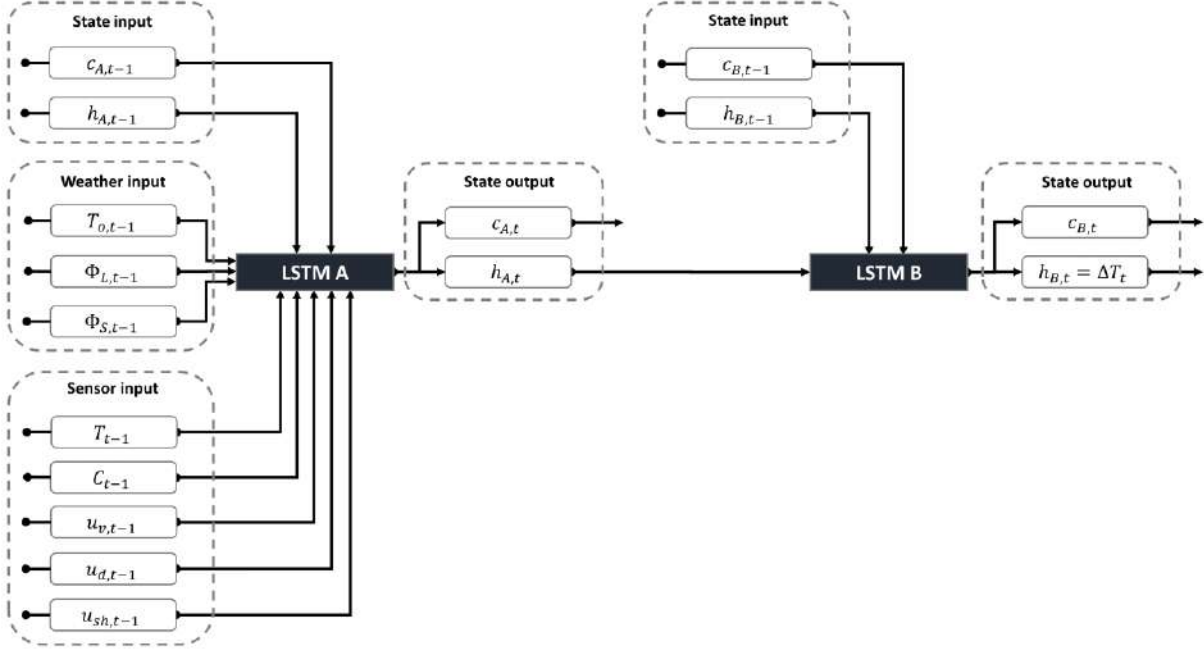 State input
c_{A,t−1}
h_{A,t−1}
Weather input
T_{o,t−1}
Φ_{L,t−1}
Φ_{S,t−1}
Sensor input
T_{t−1}
C_{t−1}
u_{v,t−1}
u_{d,t−1}
u_{sh,t−1}
LSTM A
State output
c_{A,t}
h_{A,t}
State input
c_{B,t−1}
h_{B,t−1}
LSTM B
State output
c_{B,t}
h_{B,t} = ΔT_t